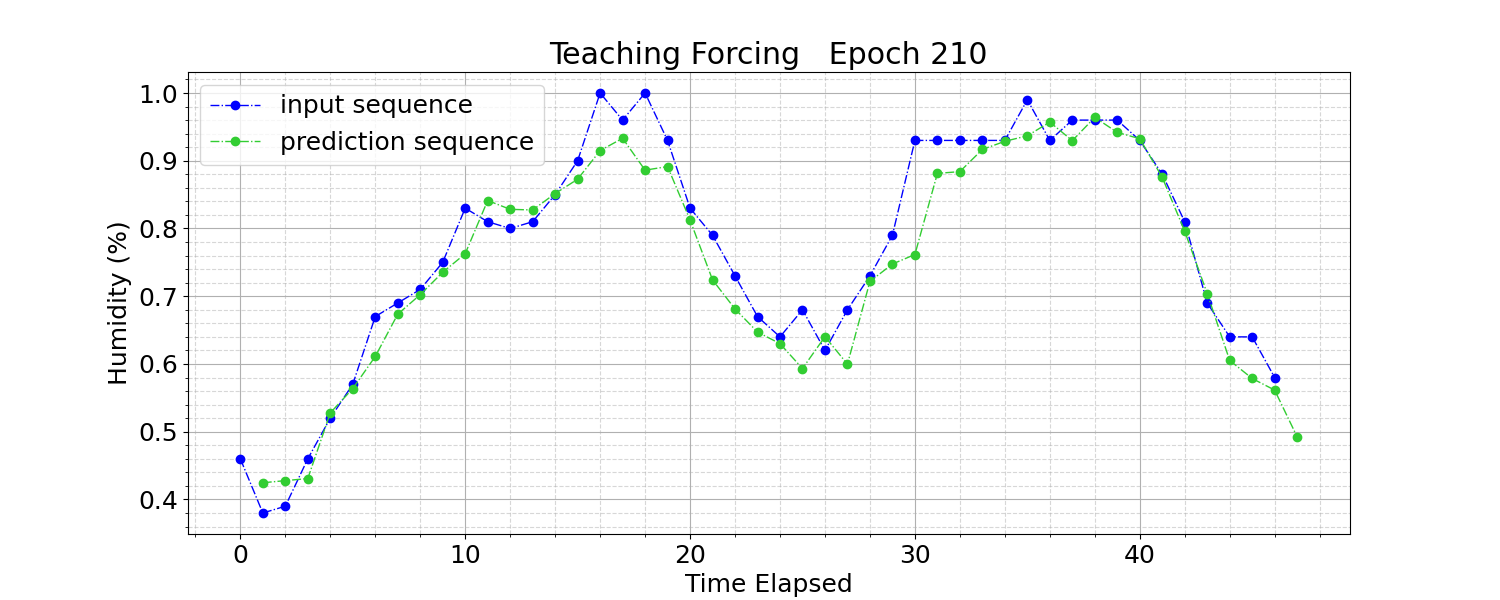 Teaching Forcing   Epoch 210
input sequence
prediction sequence
Humidity (%)
1.0
0.9
0.8
0.7
0.6
0.5
0.4
0 10 20 30 40
Time Elapsed